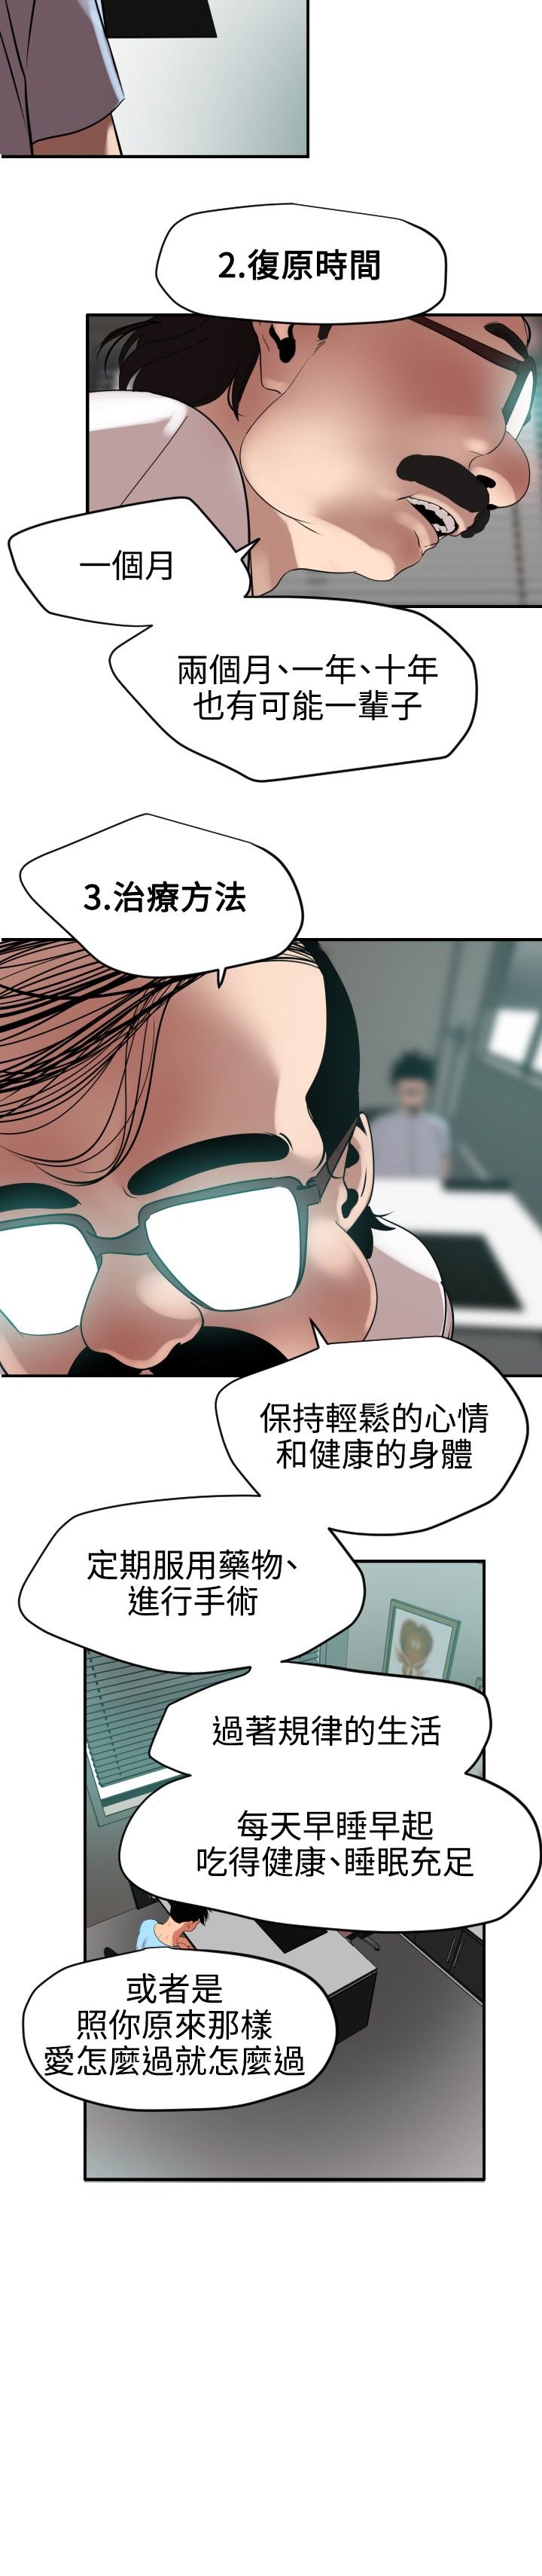 2.復原時間
一個月
兩個月、一年、十年
也有可能一輩子
3.治療方法
保持輕鬆的心情
和健康的身體
定期服用藥物、
進行手術
過著規律的生活
每天早睡早起
吃得健康、睡眠充足
或者是
照你原來那樣
愛怎麼過就怎麼過